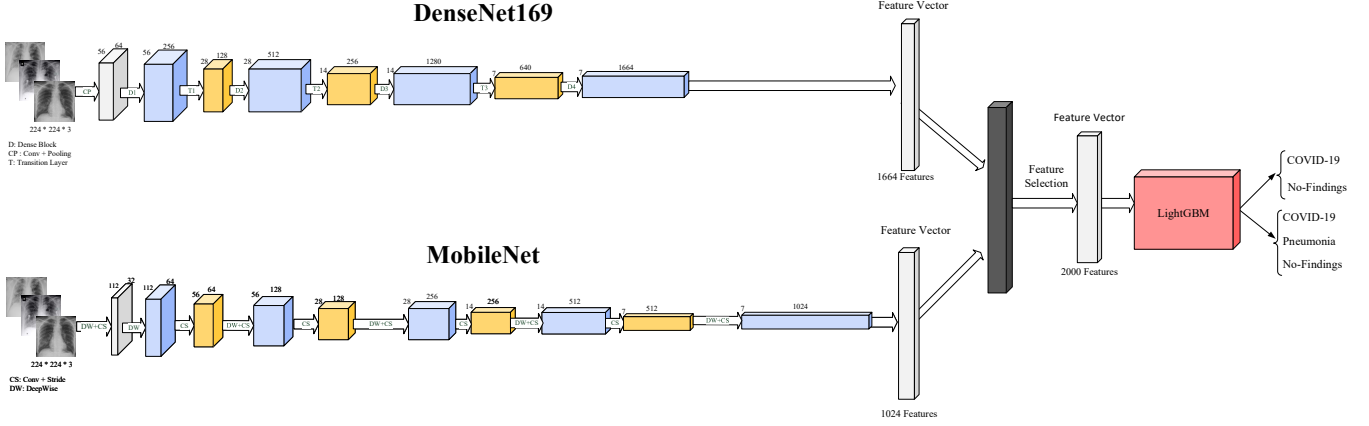 DenseNet169
Feature Vector
56 64 56 256 28 128 28 512 14 256 14 1280 7 640 7 1664
CP D1 T1 D2 T2 D3 T3 D4
224 * 224 * 3
D: Dense Block
CP : Conv + Pooling
T: Transition Layer
1664 Features
Feature Vector
Feature
Selection
2000 Features
LightGBM
COVID-19
No-Findings
COVID-19
Pneumonia
No-Findings
MobileNet
Feature Vector
112 32 112 64 56 64 56 128 28 128 28 256 14 256 14 512 7 512 7 1024
DW+CS DW CS DW+CS CS DW+CS CS DW+CS CS DW+CS
224 * 224 * 3
CS: Conv + Stride
DW: DeepWise
1024 Features